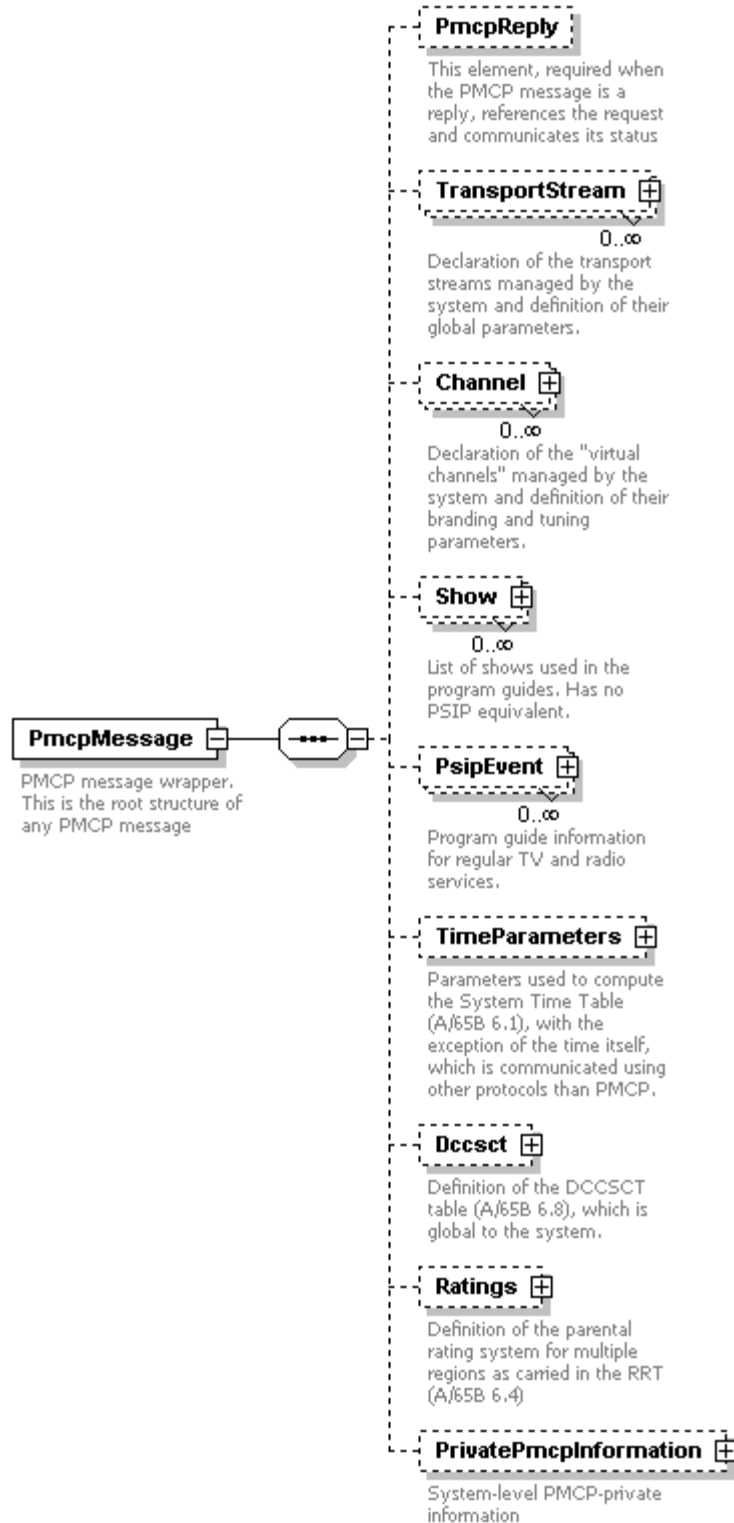 PmcpReply
This element, required when
the PMCP message is a
reply, references the request
and communicates its status
TransportStream
0..∞
Declaration of the transport
streams managed by the
system and definition of their
global parameters.
Channel
0..∞
Declaration of the "virtual
channels" managed by the
system and definition of their
branding and tuning
parameters.
Show
0..∞
List of shows used in the
program guides. Has no
PSIP equivalent.
PmcpMessage
PMCP message wrapper.
This is the root structure of
any PMCP message
PsipEvent
0..∞
Program guide information
for regular TV and radio
services.
TimeParameters
Parameters used to compute
the System Time Table
(A/65B 6.1), with the
exception of the time itself,
which is communicated using
other protocols than PMCP.
Dccsct
Definition of the DCCSCT
table (A/65B 6.8), which is
global to the system.
Ratings
Definition of the parental
rating system for multiple
regions as carried in the RRT
(A/65B 6.4)
PrivatePmcpInformation
System-level PMCP-private
information